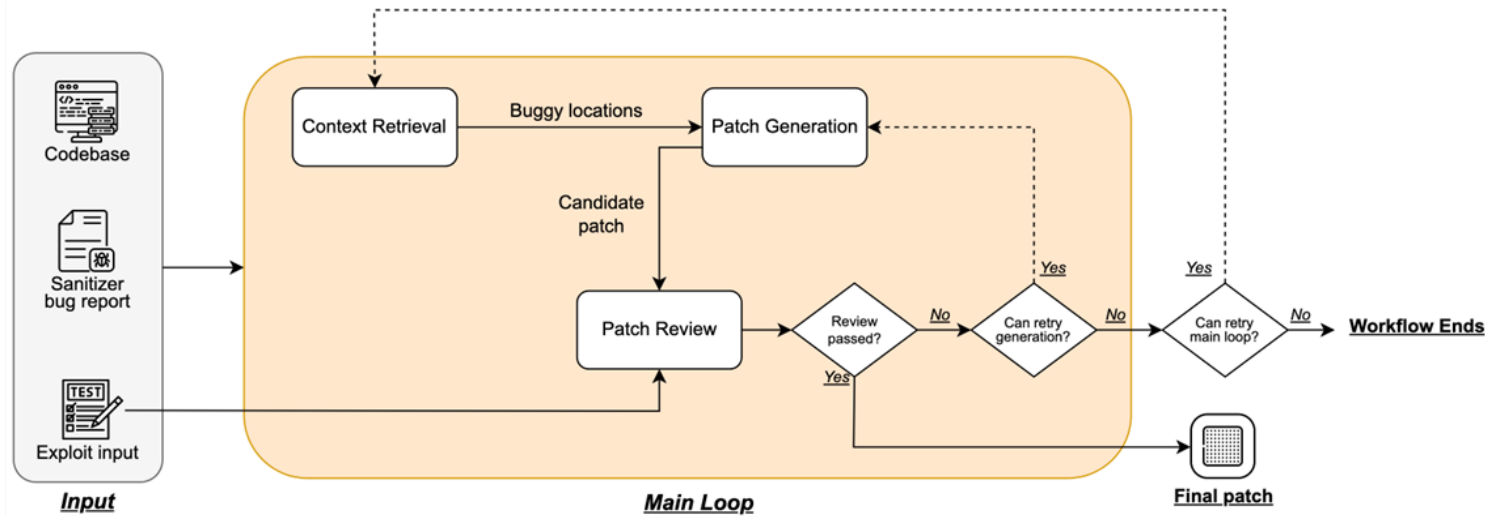 Codebase
Sanitizer
bug report
TEST
Exploit input
Input
Context Retrieval
Buggy locations
Patch Generation
Candidate
patch
Patch Review
Review
passed?
No
Yes
Can retry
generation?
Yes
No
Can retry
main loop?
Yes
No
Workflow Ends
Final patch
Main Loop